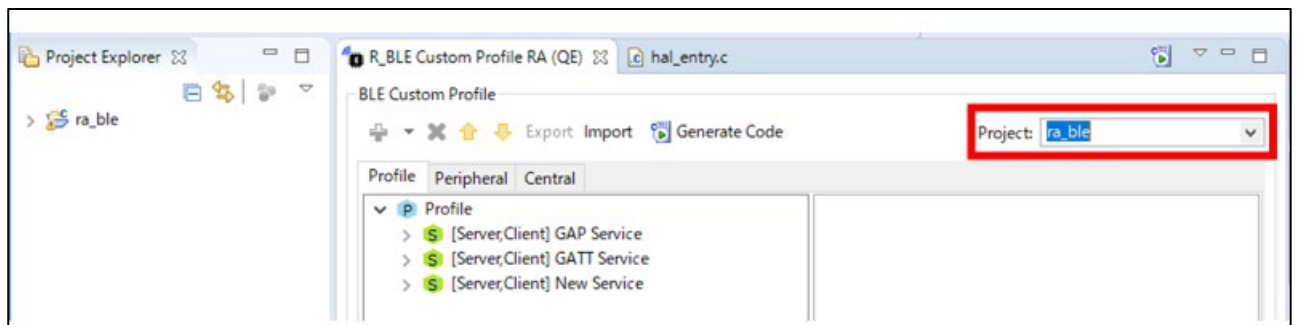 Project Explorer
R_BLE Custom Profile RA (QE)
hal_entry.c
ra_ble
BLE Custom Profile
Export Import Generate Code
Project: ra_ble
Profile Peripheral Central
Profile
[Server,Client] GAP Service
[Server,Client] GATT Service
[Server,Client] New Service